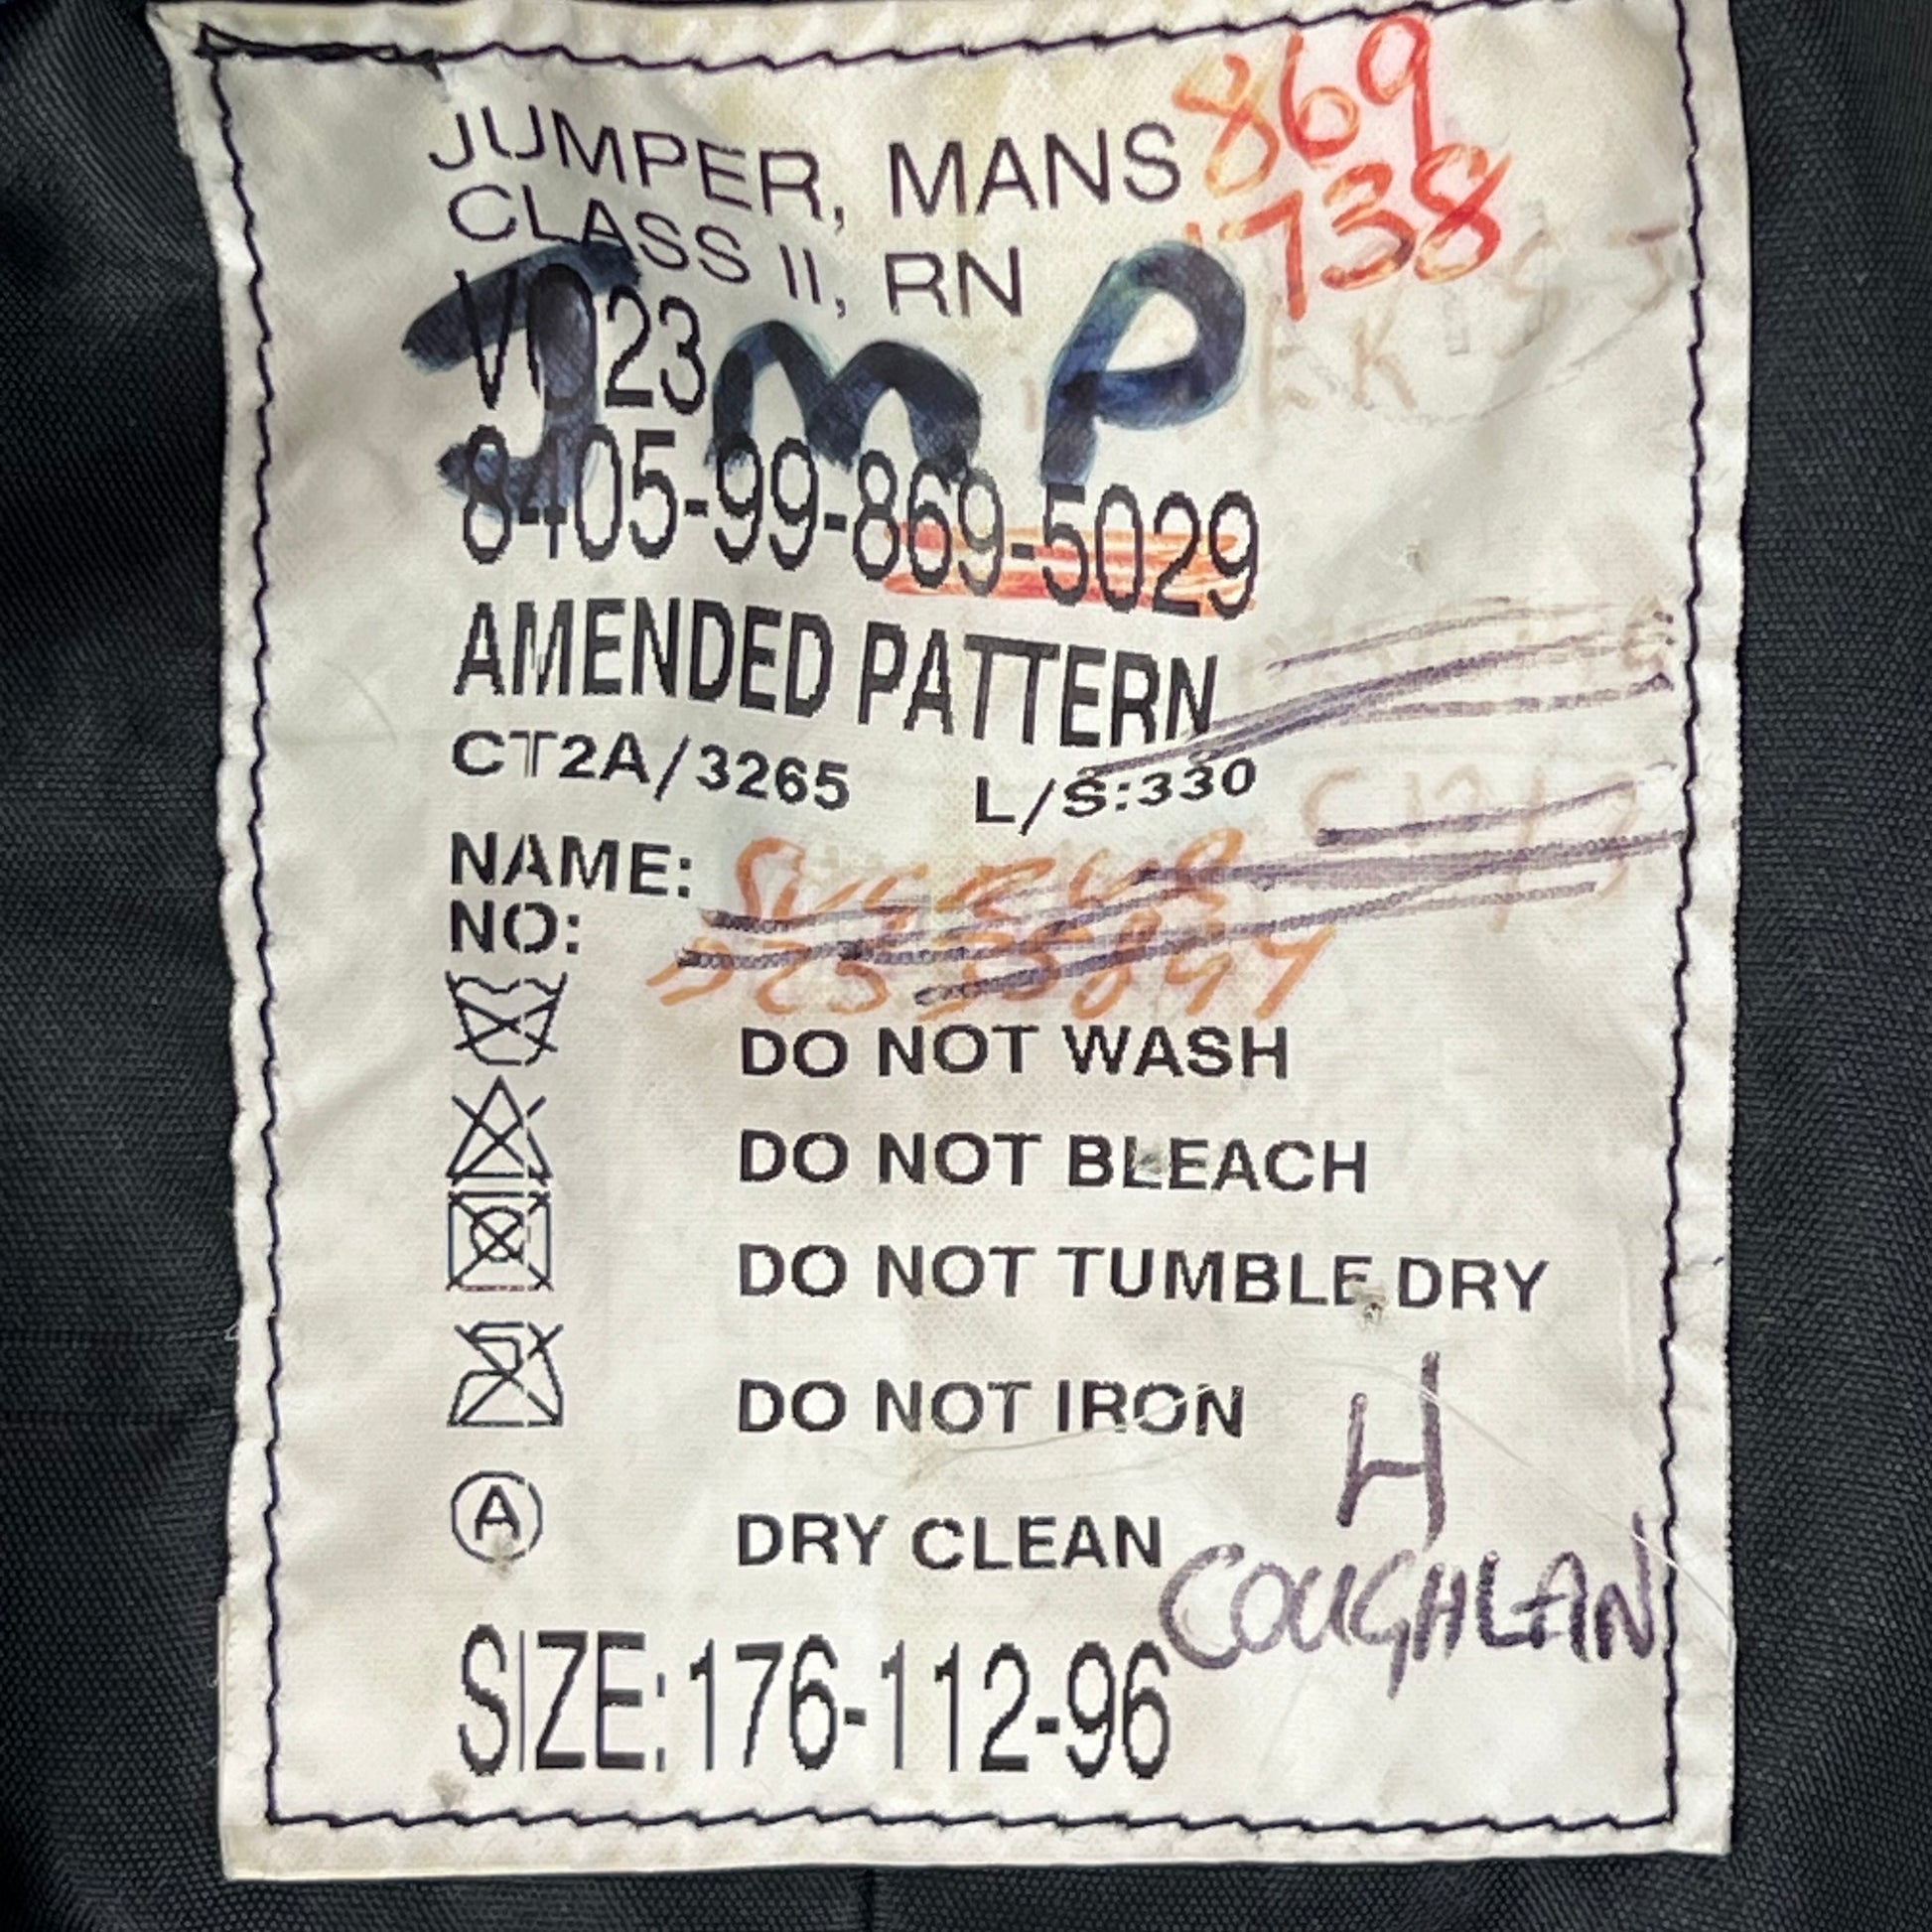 JUMPER, MANS
869
CLASS II, RN
738
V023
JMP
8405-99-869-5029
AMENDED PATTERN
CT2A/3265 L/S:330
NAME:
NO:
DO NOT WASH
DO NOT BLEACH
DO NOT TUMBLE DRY
DO NOT IRON
H
A DRY CLEAN
COUGHLAN
SIZE:176-112-96